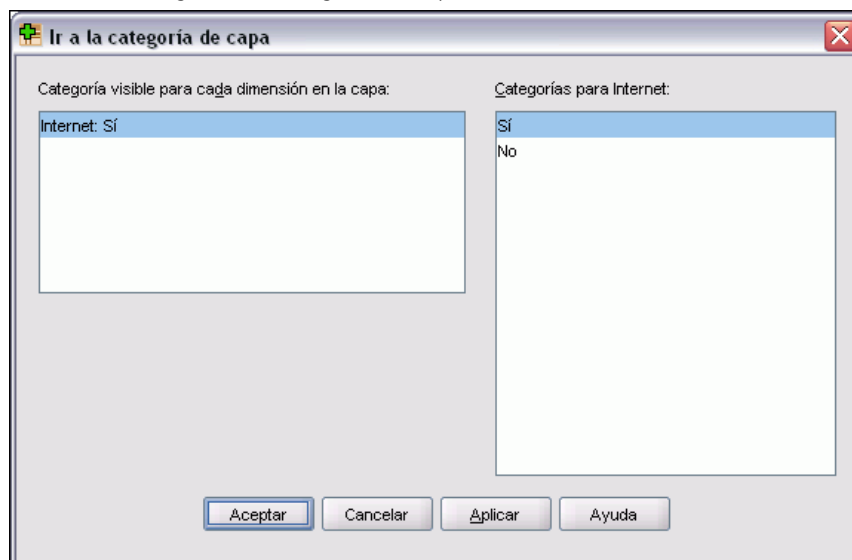 Ir a la categoría de capa
Categoría visible para cada dimensión en la capa:
Internet: Sí
Categorías para Internet:
Sí
No
Aceptar
Cancelar
Aplicar
Ayuda